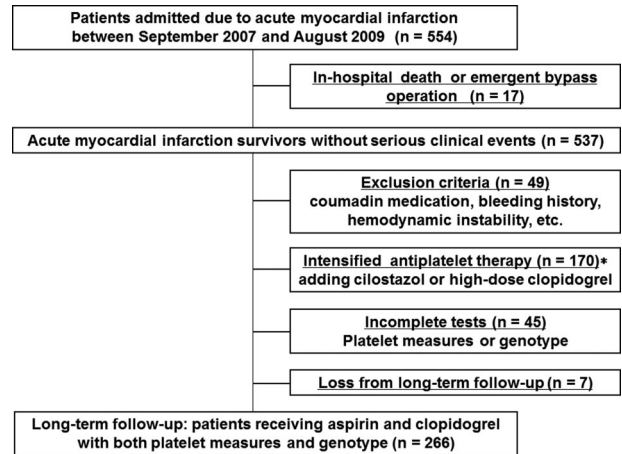 Patients admitted due to acute myocardial infarction
between September 2007 and August 2009 (n = 554)
In-hospital death or emergent bypass
operation (n = 17)
Acute myocardial infarction survivors without serious clinical events (n = 537)
Exclusion criteria (n = 49)
coumadin medication, bleeding history,
hemodynamic instability, etc.
Intensified antiplatelet therapy (n = 170)*
adding cilostazol or high-dose clopidogrel
Incomplete tests (n = 45)
Platelet measures or genotype
Loss from long-term follow-up (n = 7)
Long-term follow-up: patients receiving aspirin and clopidogrel
with both platelet measures and genotype (n = 266)